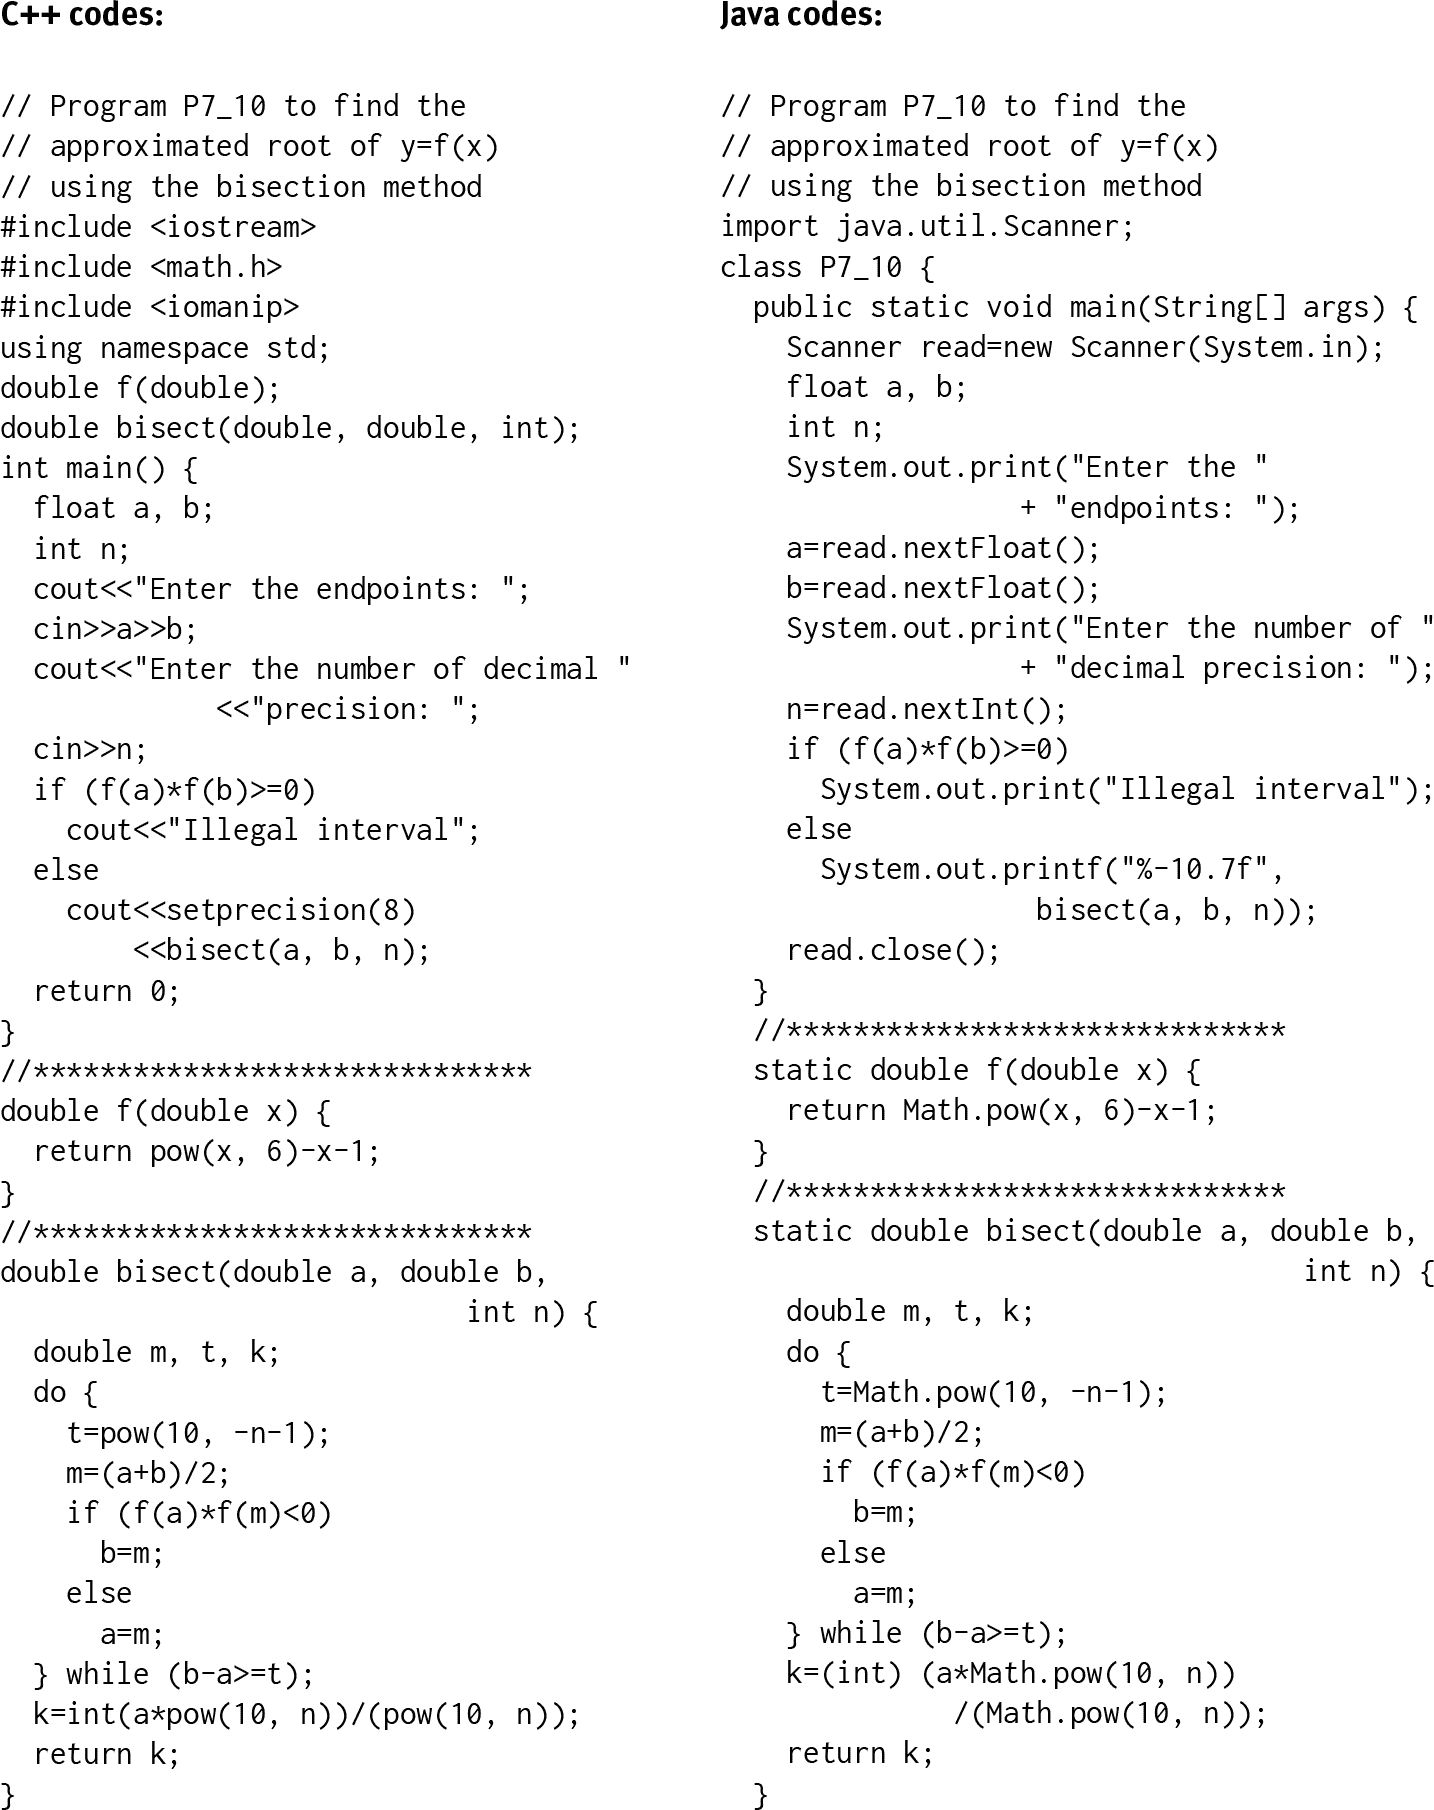 C++ codes:
// Program P7_10 to find the
// approximated root of y=f(x)
// using the bisection method
#include <iostream>
#include <math.h>
#include <iomanip>
using namespace std;
double f(double);
double bisect(double, double, int);
int main() {
  float a, b;
  int n;
  cout<<"Enter the endpoints: ";
  cin>>a>>b;
  cout<<"Enter the number of decimal "
             <<"precision: ";
  cin>>n;
  if (f(a)*f(b)>=0)
    cout<<"Illegal interval";
  else
    cout<<setprecision(8)
        <<bisect(a, b, n);
  return 0;
}
//******************************
double f(double x) {
  return pow(x, 6)-x-1;
}
//******************************
double bisect(double a, double b,
                            int n) {
  double m, t, k;
  do {
    t=pow(10, -n-1);
    m=(a+b)/2;
    if (f(a)*f(m)<0)
      b=m;
    else
      a=m;
  } while (b-a>=t);
  k=int(a*pow(10, n))/(pow(10, n));
  return k;
}
Java codes:
// Program P7_10 to find the
// approximated root of y=f(x)
// using the bisection method
import java.util.Scanner;
class P7_10 {
  public static void main(String[] args) {
    Scanner read=new Scanner(System.in);
    float a, b;
    int n;
    System.out.print("Enter the "
                  + "endpoints: ");
    a=read.nextFloat();
    b=read.nextFloat();
    System.out.print("Enter the number of "
                  + "decimal precision: ");
    n=read.nextInt();
    if (f(a)*f(b)>=0)
      System.out.print("Illegal interval");
    else
      System.out.printf("%-10.7f",
                   bisect(a, b, n));
    read.close();
  }
  //******************************
  static double f(double x) {
    return Math.pow(x, 6)-x-1;
  }
  //******************************
  static double bisect(double a, double b,
                                   int n) {
    double m, t, k;
    do {
      t=Math.pow(10, -n-1);
      m=(a+b)/2;
      if (f(a)*f(m)<0)
        b=m;
      else
        a=m;
    } while (b-a>=t);
    k=(int) (a*Math.pow(10, n))
              /(Math.pow(10, n));
    return k;
  }